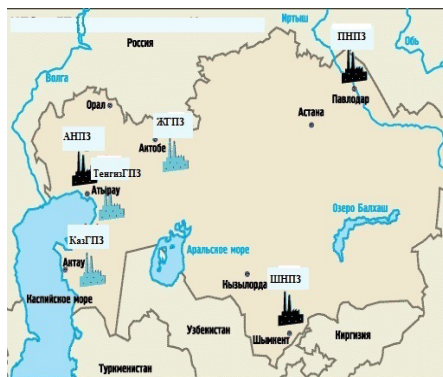 Иртыш
ПНПЗ
Обь
Россия
Волга
Павлодар
Орал
ЖГПЗ
Астана
АНПЗ
Актобе
ТенгизГПЗ
Атырау
Озеро Балхаш
КазГПЗ
Аральское море
Актау
Кызылорда
ШНПЗ
Каспийское море
Узбекистан
Шымкент
Киргизия
Туркменистан